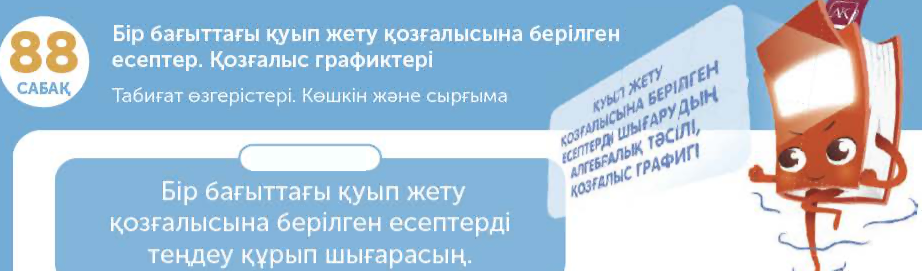 88
САБАҚ
Бір бағыттағы қуып жету қозғалысына берілген
есептер. Қозғалыс графиктері
Табиғат өзгерістері. Көшкін және сырғыма
ҚУЫП ЖЕТУ
ҚОЗҒАЛЫСЫНА БЕРІЛГЕН
ЕСЕПТЕРДІ ШЫҒАРУДЫҢ
АЛГЕБРАЛЫҚ ТӘСІЛІ,
ҚОЗҒАЛЫС ГРАФИГІ
АК
Бір бағыттағы қуып жету
қозғалысына берілген есептерді
теңдеу құрып шығарасың.